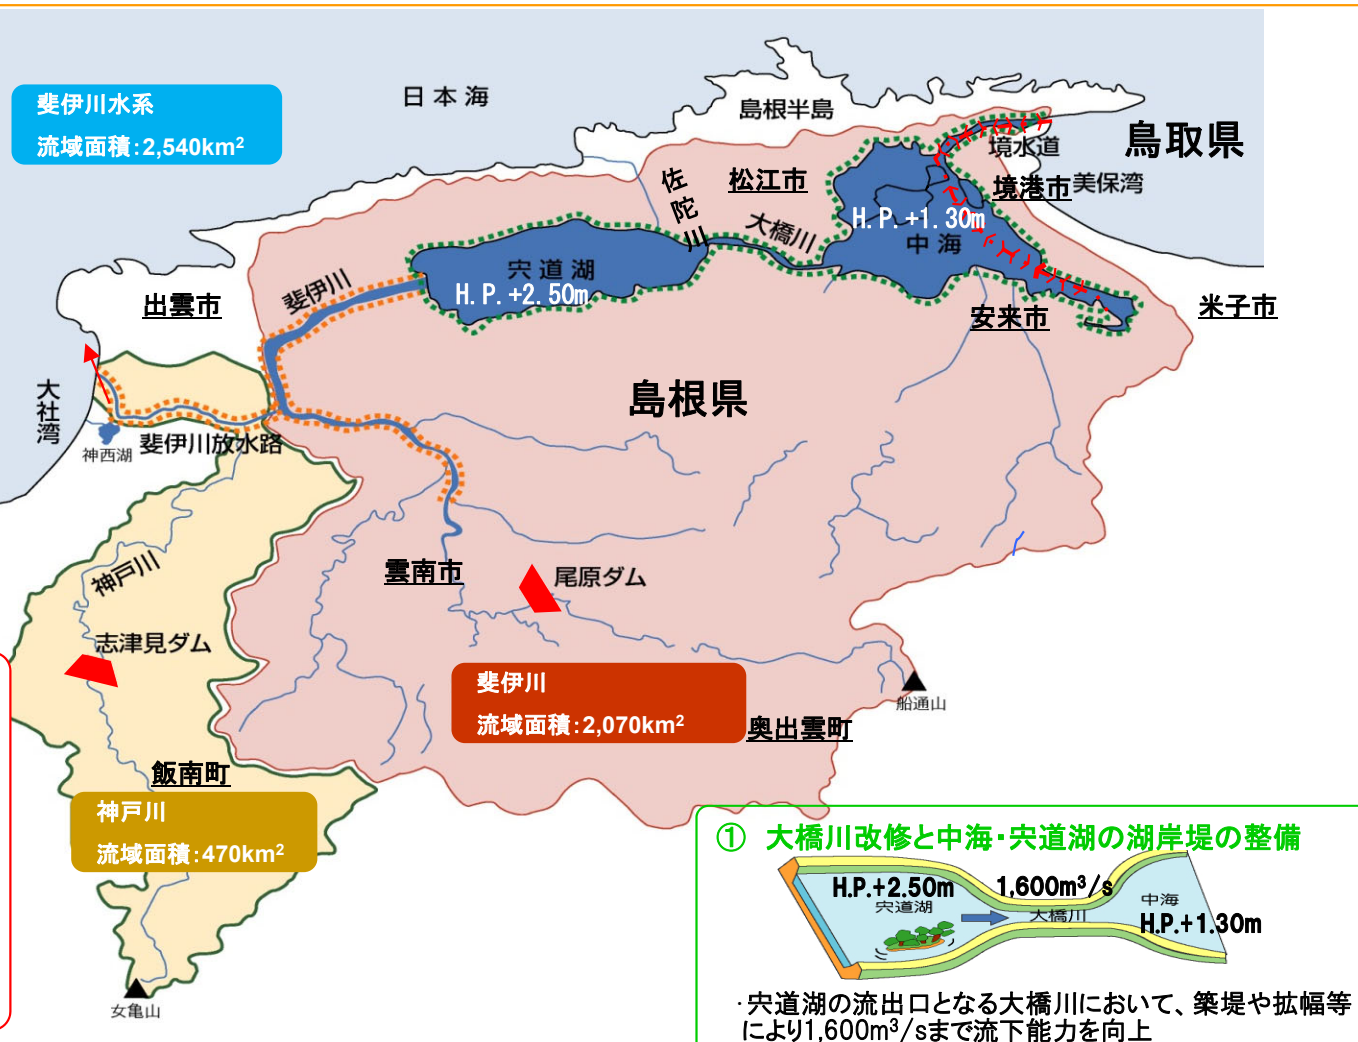 斐伊川水系
流域面積：2,540km²
日本海
島根半島
鳥取県
境水道
美保湾
境港市
松江市
佐陀川
大橋川
H.P.+1.30m
中海
宍道湖
H.P.+2.50m
斐伊川
出雲市
安来市
米子市
大社湾
島根県
神西湖
斐伊川放水路
神戸川
雲南市
尾原ダム
志津見ダム
斐伊川
流域面積：2,070km²
船通山
奥出雲町
飯南町
神戸川
流域面積：470km²
女亀山
① 大橋川改修と中海・宍道湖の湖岸堤の整備
H.P.+2.50m
1,600m³/s
宍道湖
大橋川
中海
H.P.+1.30m
・宍道湖の流出口となる大橋川において、築堤や拡幅等
により1,600m³/sまで流下能力を向上